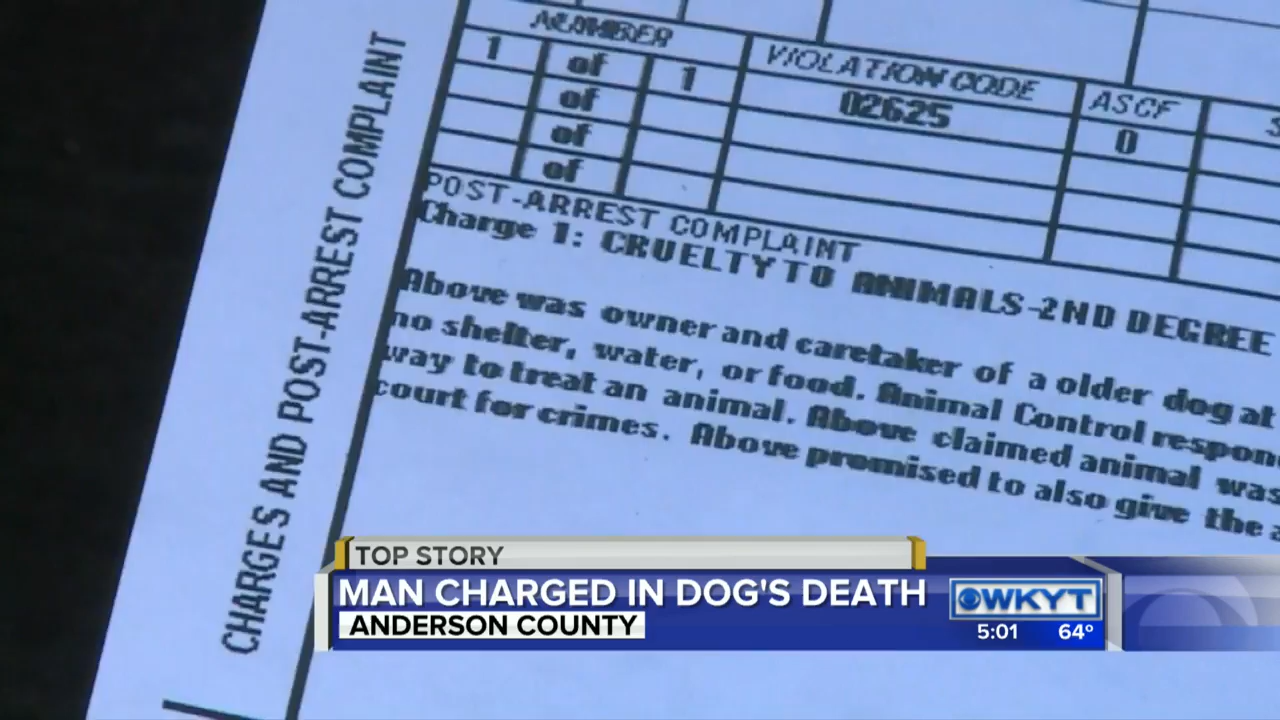 NUMBER
VIOLATION CODE
ASCF
1 of 1
02625
0
of
of
of
POST-ARREST COMPLAINT
Charge 1: CRUELTY TO ANIMALS-2ND DEGREE
Above was owner and caretaker of a older dog at
no shelter, water, or food. Animal Control
way to treat an animal. Above claimed animal was
court for crimes. Above promised to also give the
CHARGES AND POST-ARREST COMPLAINT
TOP STORY
MAN CHARGED IN DOG'S DEATH
ANDERSON COUNTY
WKYT
5:01 64°